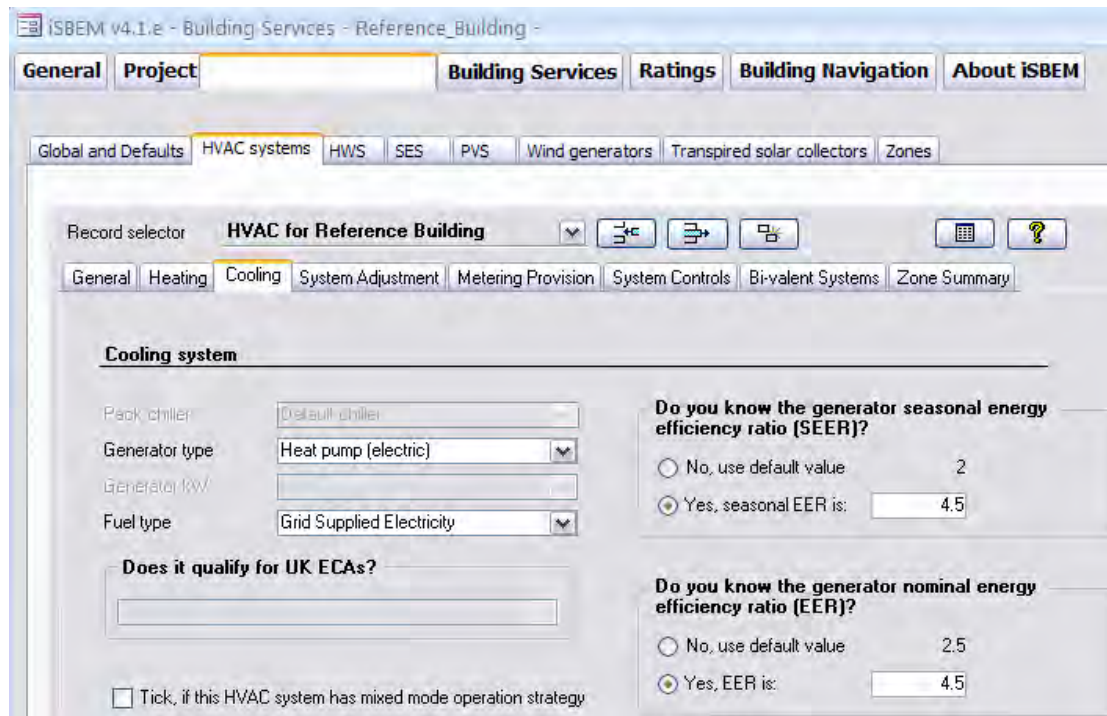 iSBEM v4.1.e - Building Services - Reference_Building -
General Project Building Services Ratings Building Navigation About iSBEM
Global and Defaults HVAC systems HWS SES PVS Wind generators Transpired solar collectors Zones
Record selector HVAC for Reference Building
General Heating Cooling System Adjustment Metering Provision System Controls Bi-valent Systems Zone Summary
Cooling system
Pack chiller Default chiller
Generator type Heat pump (electric)
Generator kW
Fuel type Grid Supplied Electricity
Does it qualify for UK ECAs?
Tick, if this HVAC system has mixed mode operation strategy
Do you know the generator seasonal energy
efficiency ratio (SEER)?
No, use default value 2
Yes, seasonal EER is: 4.5
Do you know the generator nominal energy
efficiency ratio (EER)?
No, use default value 2.5
Yes, EER is: 4.5